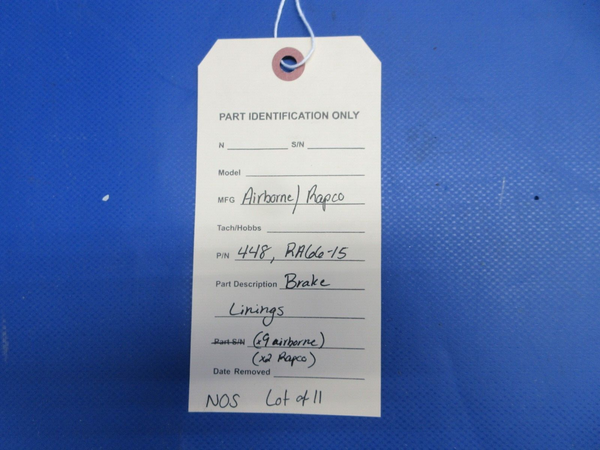 PART IDENTIFICATION ONLY
N S/N
Model
MFG Airborne/ Rapco
Tach/Hobbs
P/N 448, RA66-15
Part Description Brake
Linings
Part S/N (x9 airborne)
(x2 Rapco)
Date Removed
NOS Lot of 11